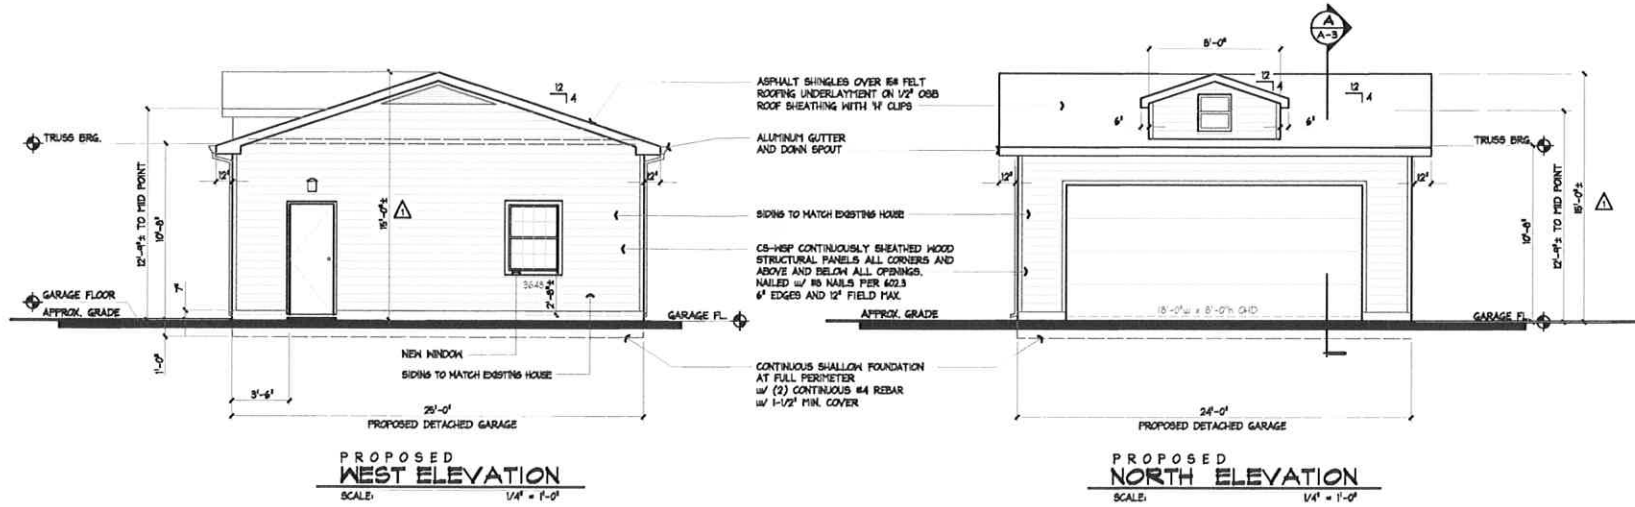 A
A-3
8'-0"
12
4
12
4
12
4
6"
6"
ASPHALT SHINGLES OVER 15# FELT
ROOFING UNDERLAYMENT ON 1/2" OSB
ROOF SHEATHING WITH 'H' CLIPS
ALUMINUM GUTTER
AND DOWN SPOUT
TRUSS BRG.
TRUSS BRG.
12"
12"
12"
12"
12'-9"± TO MID POINT
10'-8"
15'-0"±
1
SIDING TO MATCH EXISTING HOUSE
CS-WSP CONTINUOUSLY SHEATHED WOOD
STRUCTURAL PANELS ALL CORNERS AND
ABOVE AND BELOW ALL OPENINGS.
NAILED w/ #8 NAILS PER 602.3
6" EDGES AND 12" FIELD MAX.
10'-8"
12'-9"± TO MID POINT
15'-0"±
1
3648
2'-8"±
18'-0"w x 8'-0"h OHD
GARAGE FLOOR
APPROX. GRADE
GARAGE FL.
APPROX. GRADE
GARAGE FL.
1'-0"
NEW WINDOW
SIDING TO MATCH EXISTING HOUSE
CONTINUOUS SHALLOW FOUNDATION
AT FULL PERIMETER
w/ (2) CONTINUOUS #4 REBAR
w/ 1-1/2" MIN. COVER
3'-6"
25'-0"
PROPOSED DETACHED GARAGE
24'-0"
PROPOSED DETACHED GARAGE
PROPOSED
WEST ELEVATION
SCALE: 1/4" = 1'-0"
PROPOSED
NORTH ELEVATION
SCALE: 1/4" = 1'-0"